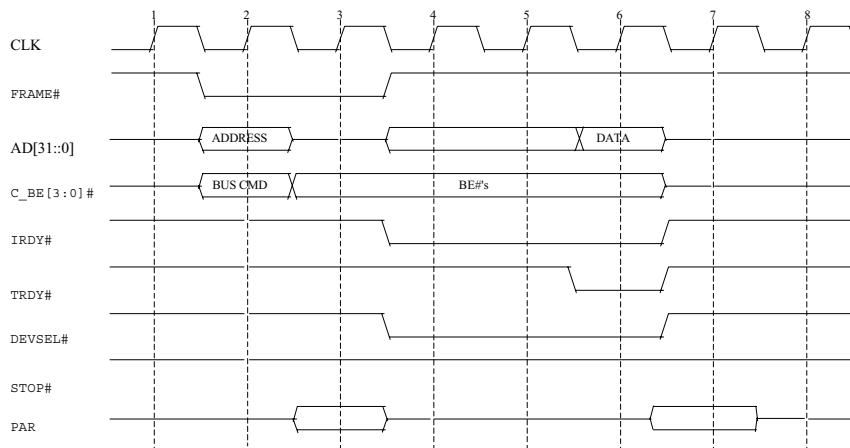 1 2 3 4 5 6 7 8
CLK
FRAME#
ADDRESS DATA
AD[31::0]
BUS CMD BE#'s
C_BE[3:0]#
IRDY#
TRDY#
DEVSEL#
STOP#
PAR